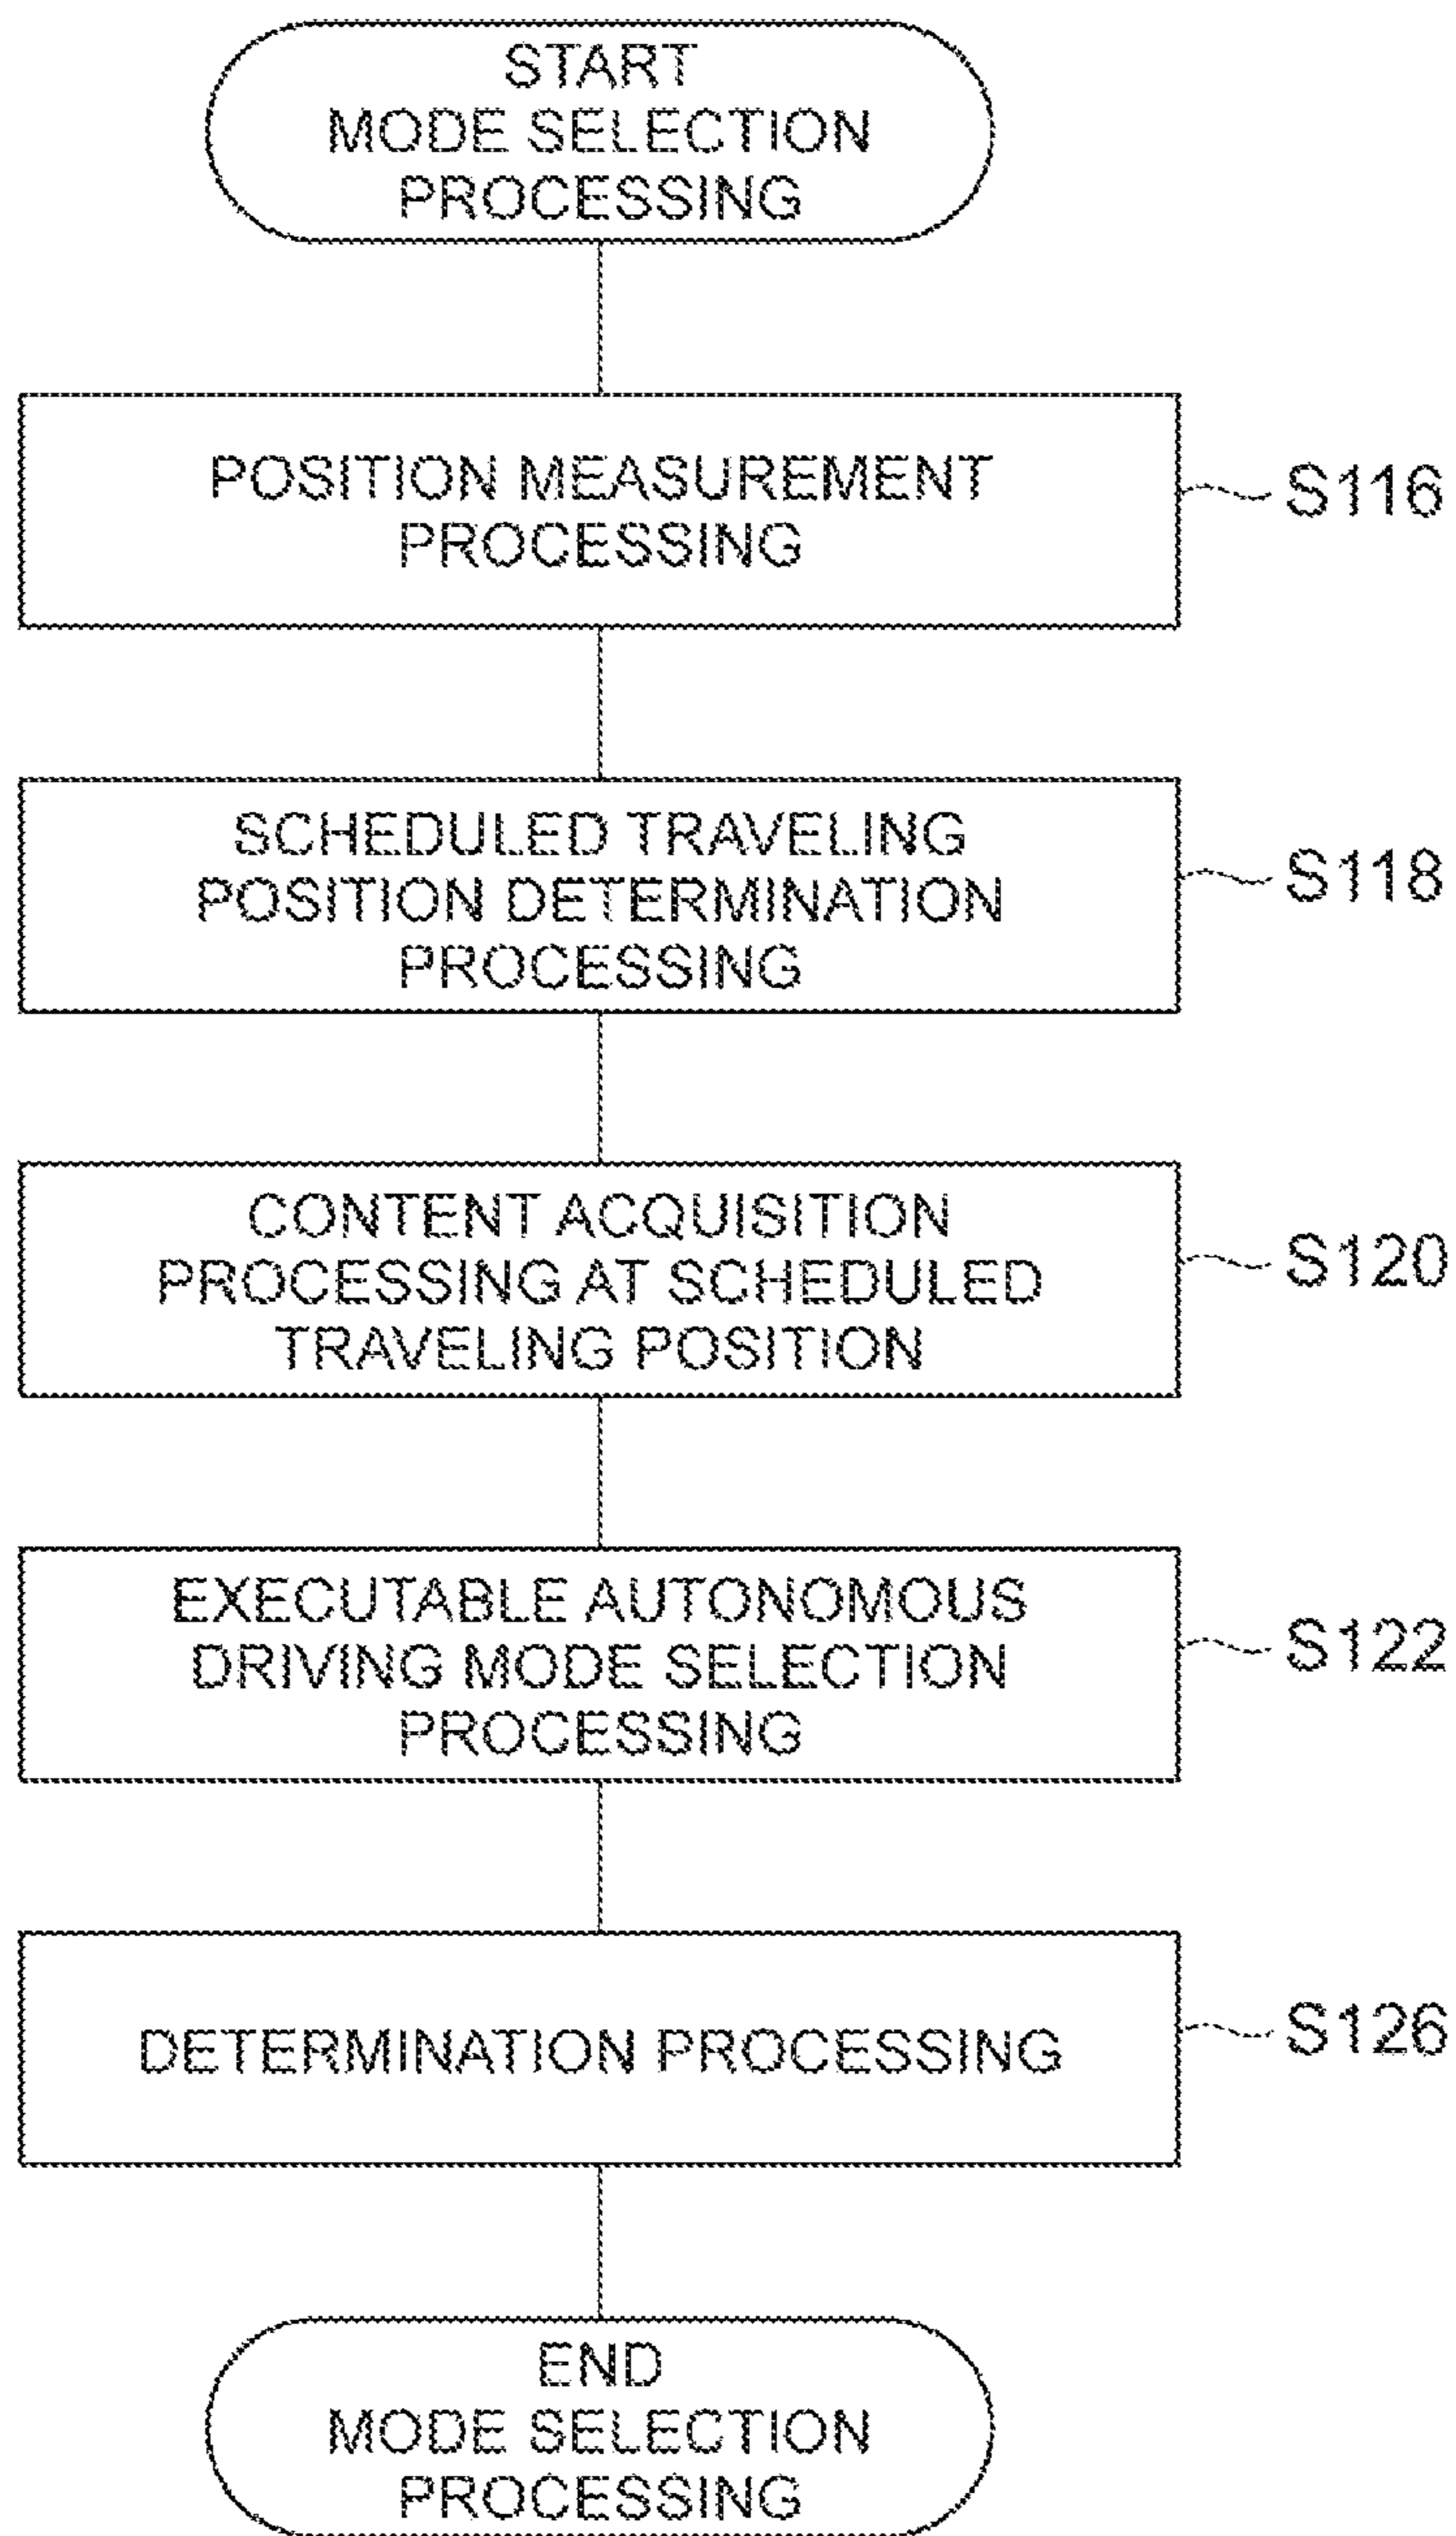 START
MODE SELECTION
PROCESSING
POSITION MEASUREMENT
PROCESSING
S116
SCHEDULED TRAVELING
POSITION DETERMINATION
PROCESSING
S118
CONTENT ACQUISITION
PROCESSING AT SCHEDULED
TRAVELING POSITION
S120
EXECUTABLE AUTONOMOUS
DRIVING MODE SELECTION
PROCESSING
S122
DETERMINATION PROCESSING
S126
END
MODE SELECTION
PROCESSING